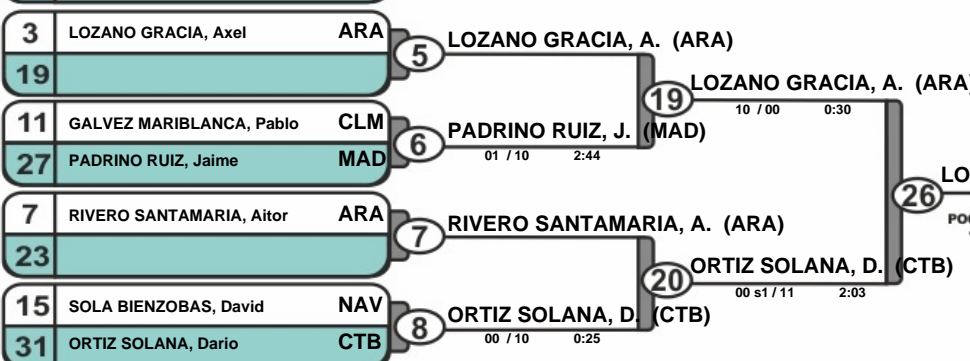 3 LOZANO GRACIA, Axel ARA
19
5 LOZANO GRACIA, A. (ARA)
11 GALVEZ MARIBLANCA, Pablo CLM
27 PADRINO RUIZ, Jaime MAD
6 PADRINO RUIZ, J. (MAD)
01 / 10 2:44
19 LOZANO GRACIA, A. (ARA)
10 / 00 0:30
7 RIVERO SANTAMARIA, Aitor ARA
23
7 RIVERO SANTAMARIA, A. (ARA)
15 SOLA BIENZOBAS, David NAV
31 ORTIZ SOLANA, Dario CTB
8 ORTIZ SOLANA, D. (CTB)
00 / 10 0:25
20 ORTIZ SOLANA, D. (CTB)
00 s1 / 11 2:03
26 LO